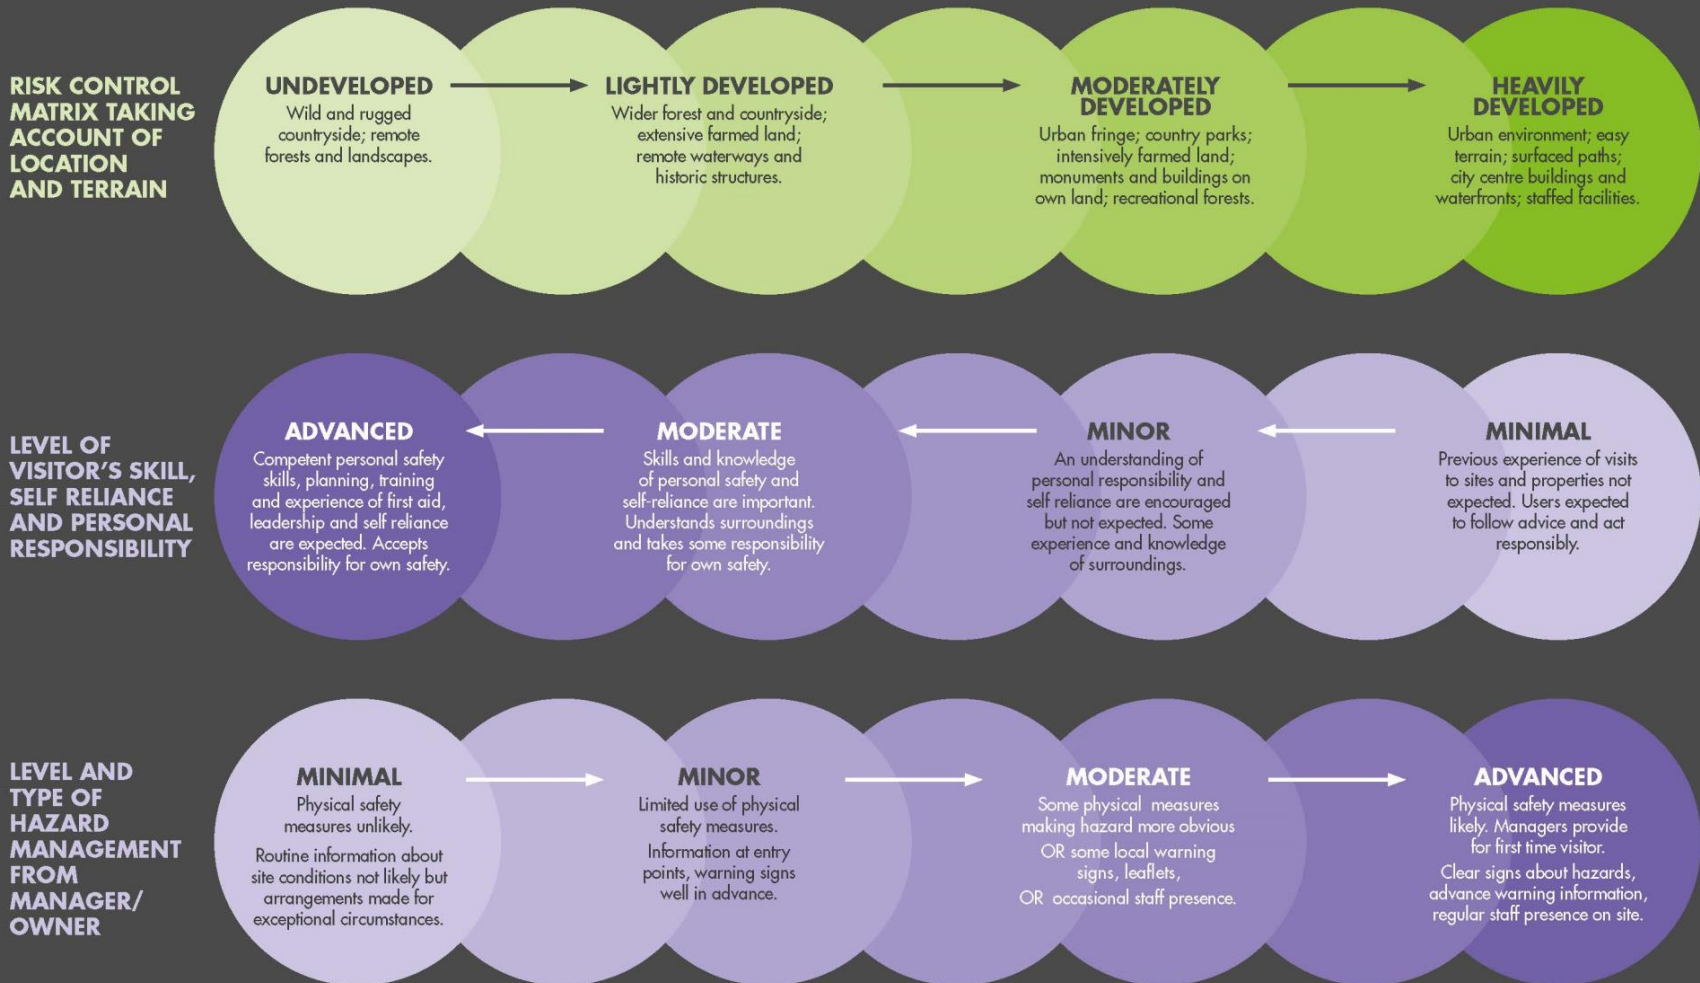 RISK CONTROL
MATRIX TAKING
ACCOUNT OF
LOCATION
AND TERRAIN
UNDEVELOPED
Wild and rugged
countryside; remote
forests and landscapes.
LIGHTLY DEVELOPED
Wider forest and countryside;
extensive farmed land;
remote waterways and
historic structures.
MODERATELY
DEVELOPED
Urban fringe; country parks;
intensively farmed land;
monuments and buildings on
own land; recreational forests.
HEAVILY
DEVELOPED
Urban environment; easy
terrain; surfaced paths;
city centre buildings and
waterfronts; staffed facilities.
LEVEL OF
VISITOR'S SKILL,
SELF RELIANCE
AND PERSONAL
RESPONSIBILITY
ADVANCED
Competent personal safety
skills, planning, training
and experience of first aid,
leadership and self reliance
are expected. Accepts
responsibility for own safety.
MODERATE
Skills and knowledge
of personal safety and
self-reliance are important.
Understands surroundings
and takes some responsibility
for own safety.
MINOR
An understanding of
personal responsibility and
self reliance are encouraged
but not expected. Some
experience and knowledge
of surroundings.
MINIMAL
Previous experience of visits
to sites and properties not
expected. Users expected
to follow advice and act
responsibly.
LEVEL AND
TYPE OF
HAZARD
MANAGEMENT
FROM
MANAGER/
OWNER
MINIMAL
Physical safety
measures unlikely.
Routine information about
site conditions not likely but
arrangements made for
exceptional circumstances.
MINOR
Limited use of physical
safety measures.
Information at entry
points, warning signs
well in advance.
MODERATE
Some physical measures
making hazard more obvious
OR some local warning
signs, leaflets,
OR occasional staff presence.
ADVANCED
Physical safety measures
likely. Managers provide
for first time visitor.
Clear signs about hazards,
advance warning information,
regular staff presence on site.